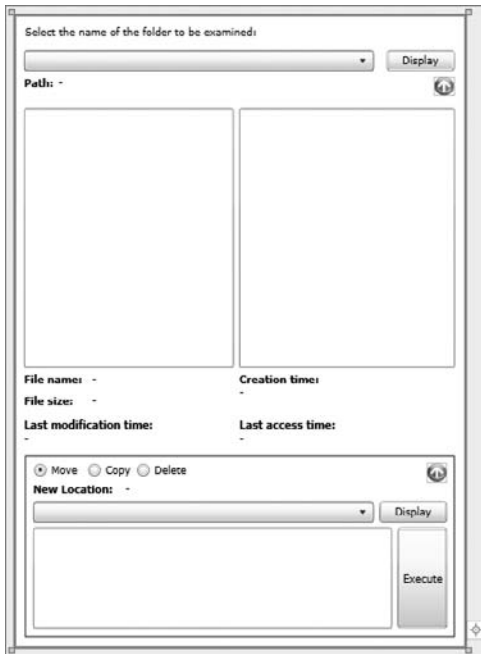 Select the name of the folder to be examined:
Display
Path: -
File name: -
Creation time:
-
File size: -
Last modification time:
-
Last access time:
-
Move Copy Delete
New Location: -
Display
Execute